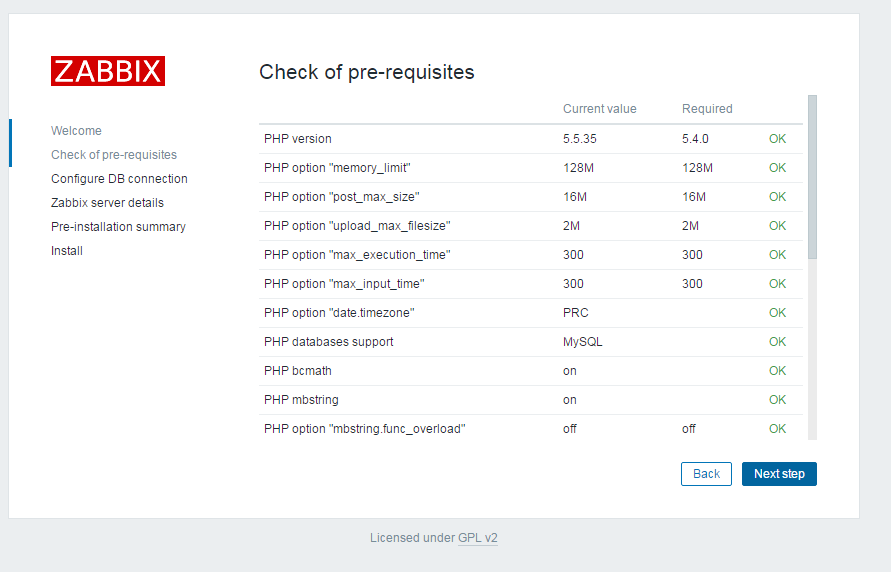 ZABBIX
Welcome
Check of pre-requisites
Configure DB connection
Zabbix server details
Pre-installation summary
Install
Check of pre-requisites
Current value Required
PHP version 5.5.35 5.4.0 OK
PHP option "memory_limit" 128M 128M OK
PHP option "post_max_size" 16M 16M OK
PHP option "upload_max_filesize" 2M 2M OK
PHP option "max_execution_time" 300 300 OK
PHP option "max_input_time" 300 300 OK
PHP option "date.timezone" PRC OK
PHP databases support MySQL OK
PHP bcmath on OK
PHP mbstring on OK
PHP option "mbstring.func_overload" off off OK
Back Next step
Licensed under GPL v2